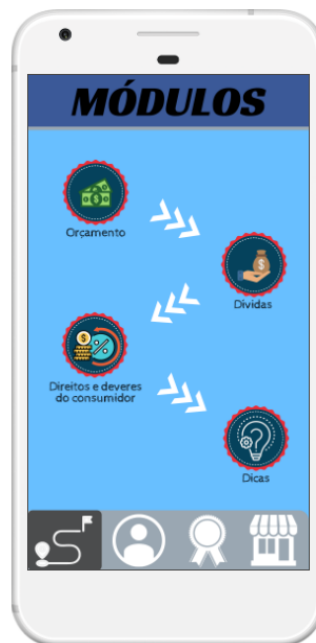 MÓDULOS
Orçamento
Dívidas
Direitos e deveres
do consumidor
Dicas